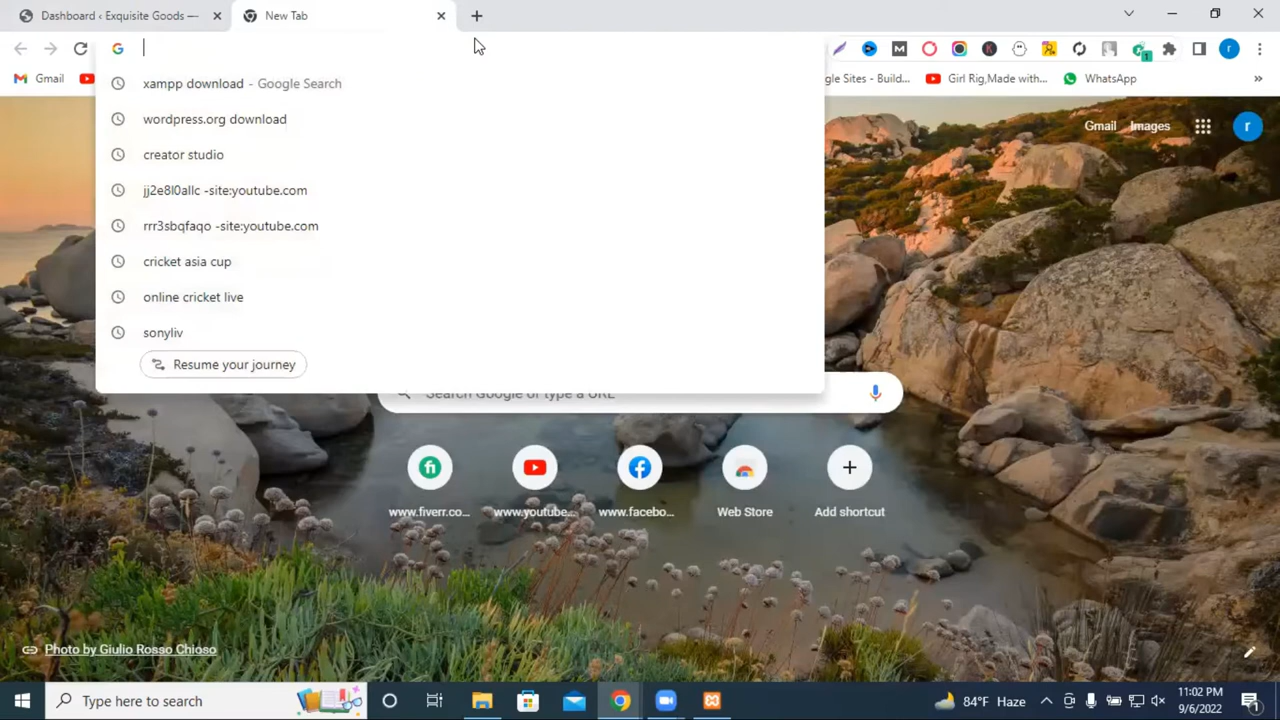 Dashboard ‹ Exquisite Goods —
New Tab
Gmail
xampp download - Google Search
wordpress.org download
creator studio
jj2e8l0allc -site:youtube.com
rrr3sbqfaqo -site:youtube.com
cricket asia cup
online cricket live
sonyliv
Resume your journey
gle Sites - Build...
Girl Rig,Made with...
WhatsApp
»
Gmail
Images
r
r
1
Search Google or type a URL
www.fiverr.co...
www.youtube...
www.facebo...
Web Store
Add shortcut
Photo by Giulio Rosso Chioso
Type here to search
84°F Haze
11:02 PM
9/6/2022
1